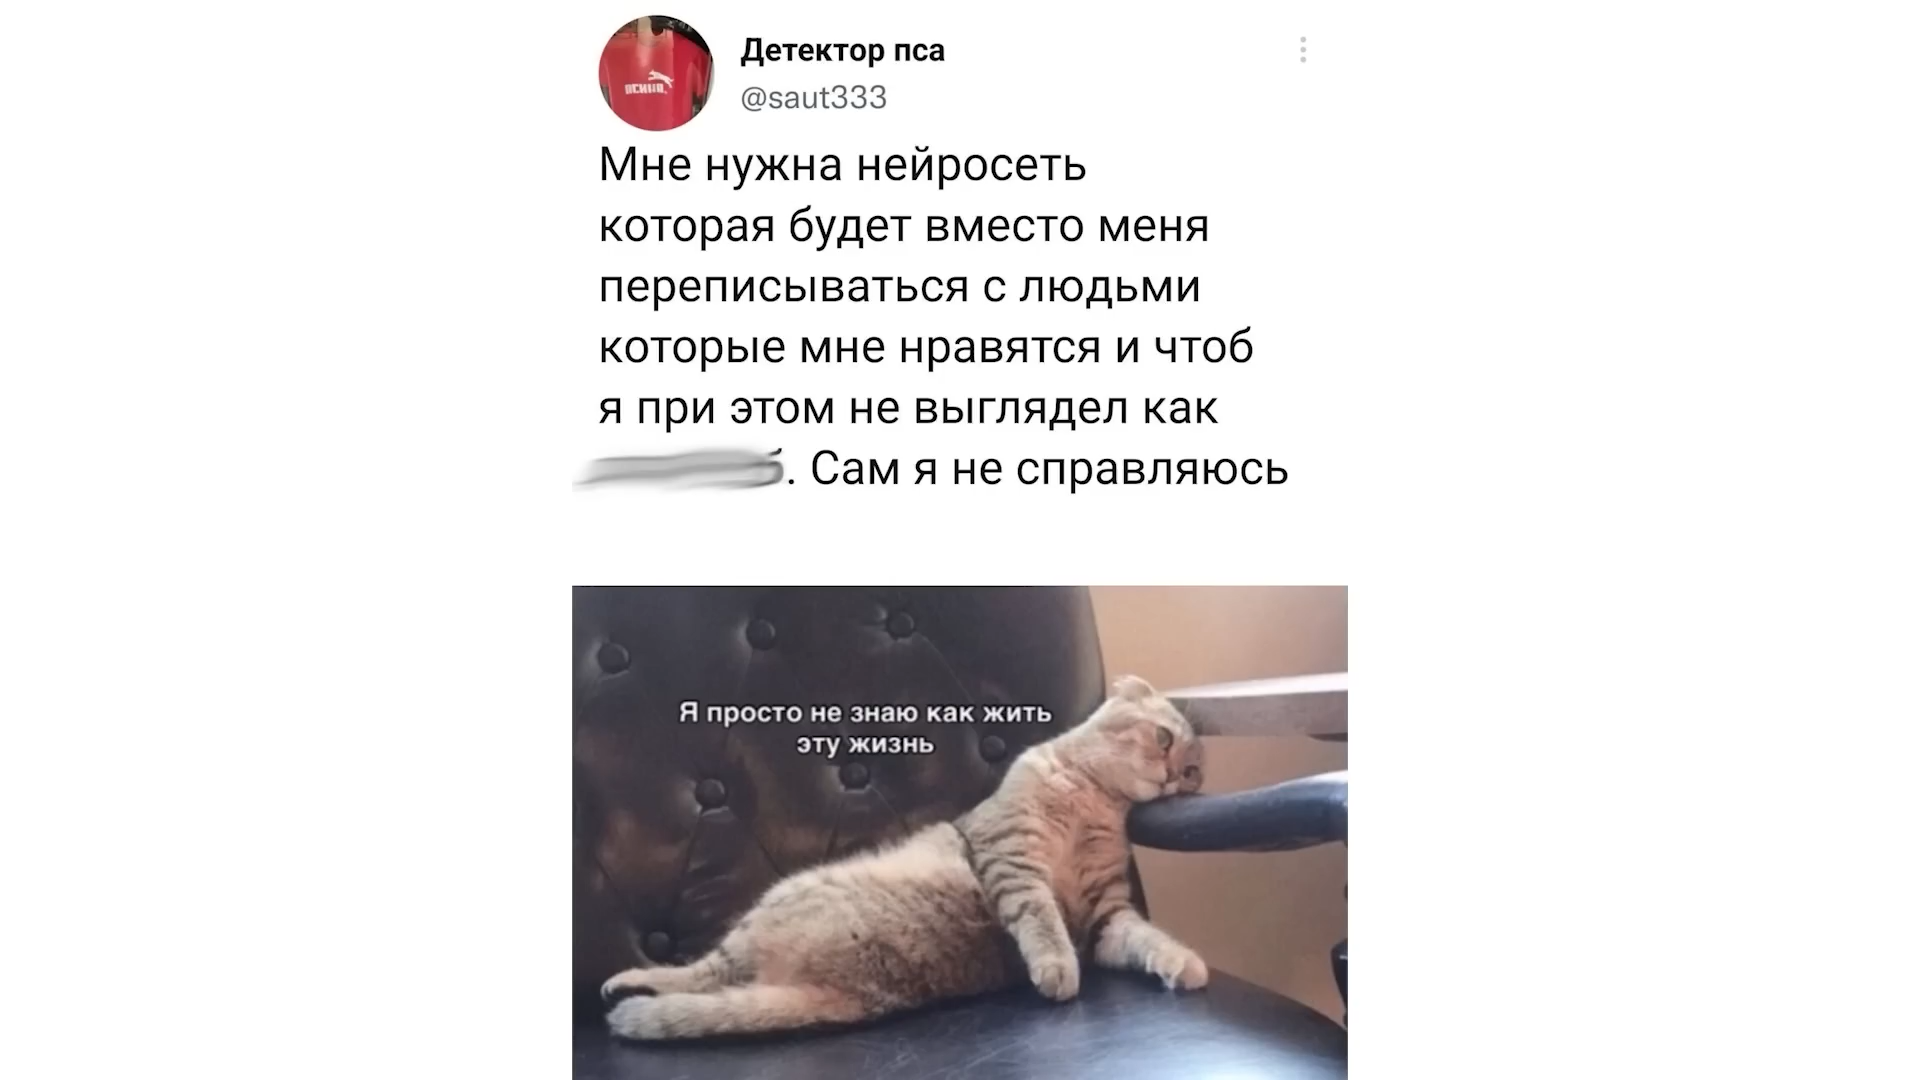 Детектор пса
@saut333
Мне нужна нейросеть
которая будет вместо меня
переписываться с людьми
которые мне нравятся и чтоб
я при этом не выглядел как
. Сам я не справляюсь
Я просто не знаю как жить
эту жизнь